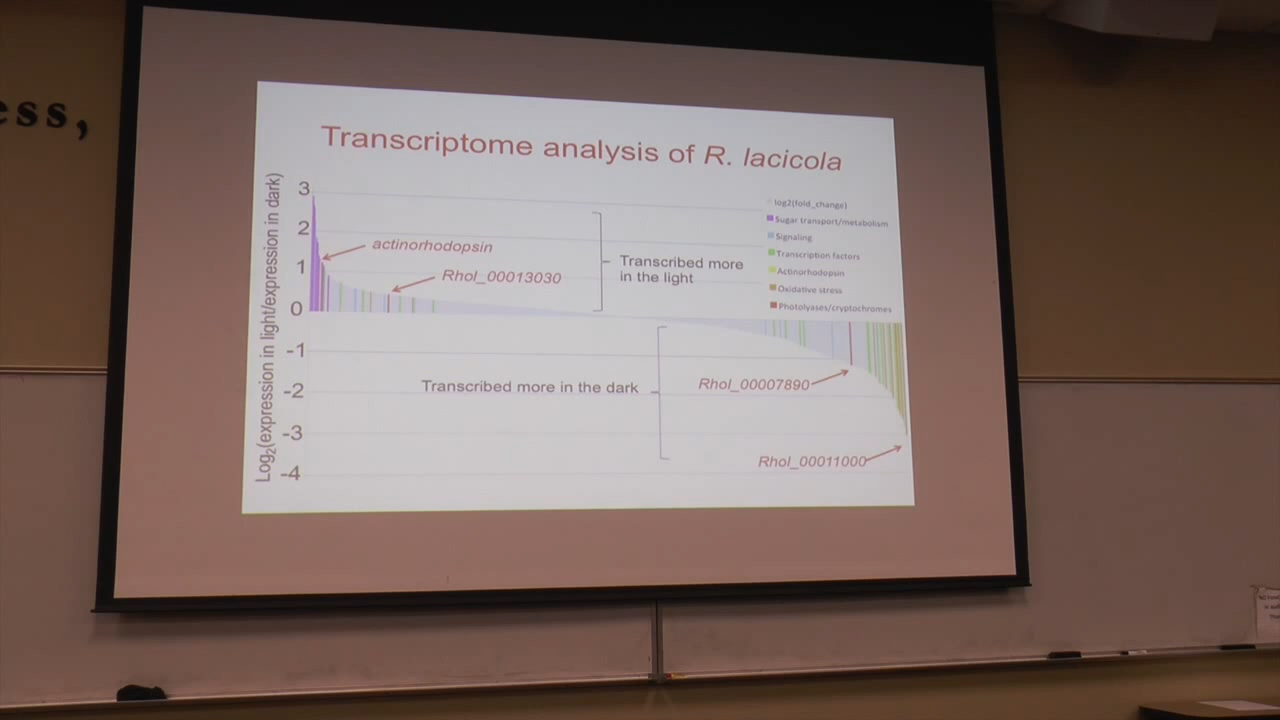 ess,
Transcriptome analysis of R. lacicola
Log2(expression in light/expression in dark)
3
2
1
0
-1
-2
-3
-4
actinorhodopsin
Rhol_00013030
Transcribed more
in the light
log2(fold_change)
Sugar transport/metabolism
Signaling
Transcription factors
Actinorhodopsin
Oxidative stress
Photolyases/cryptochromes
Transcribed more in the dark
Rhol_00007890
Rhol_00011000